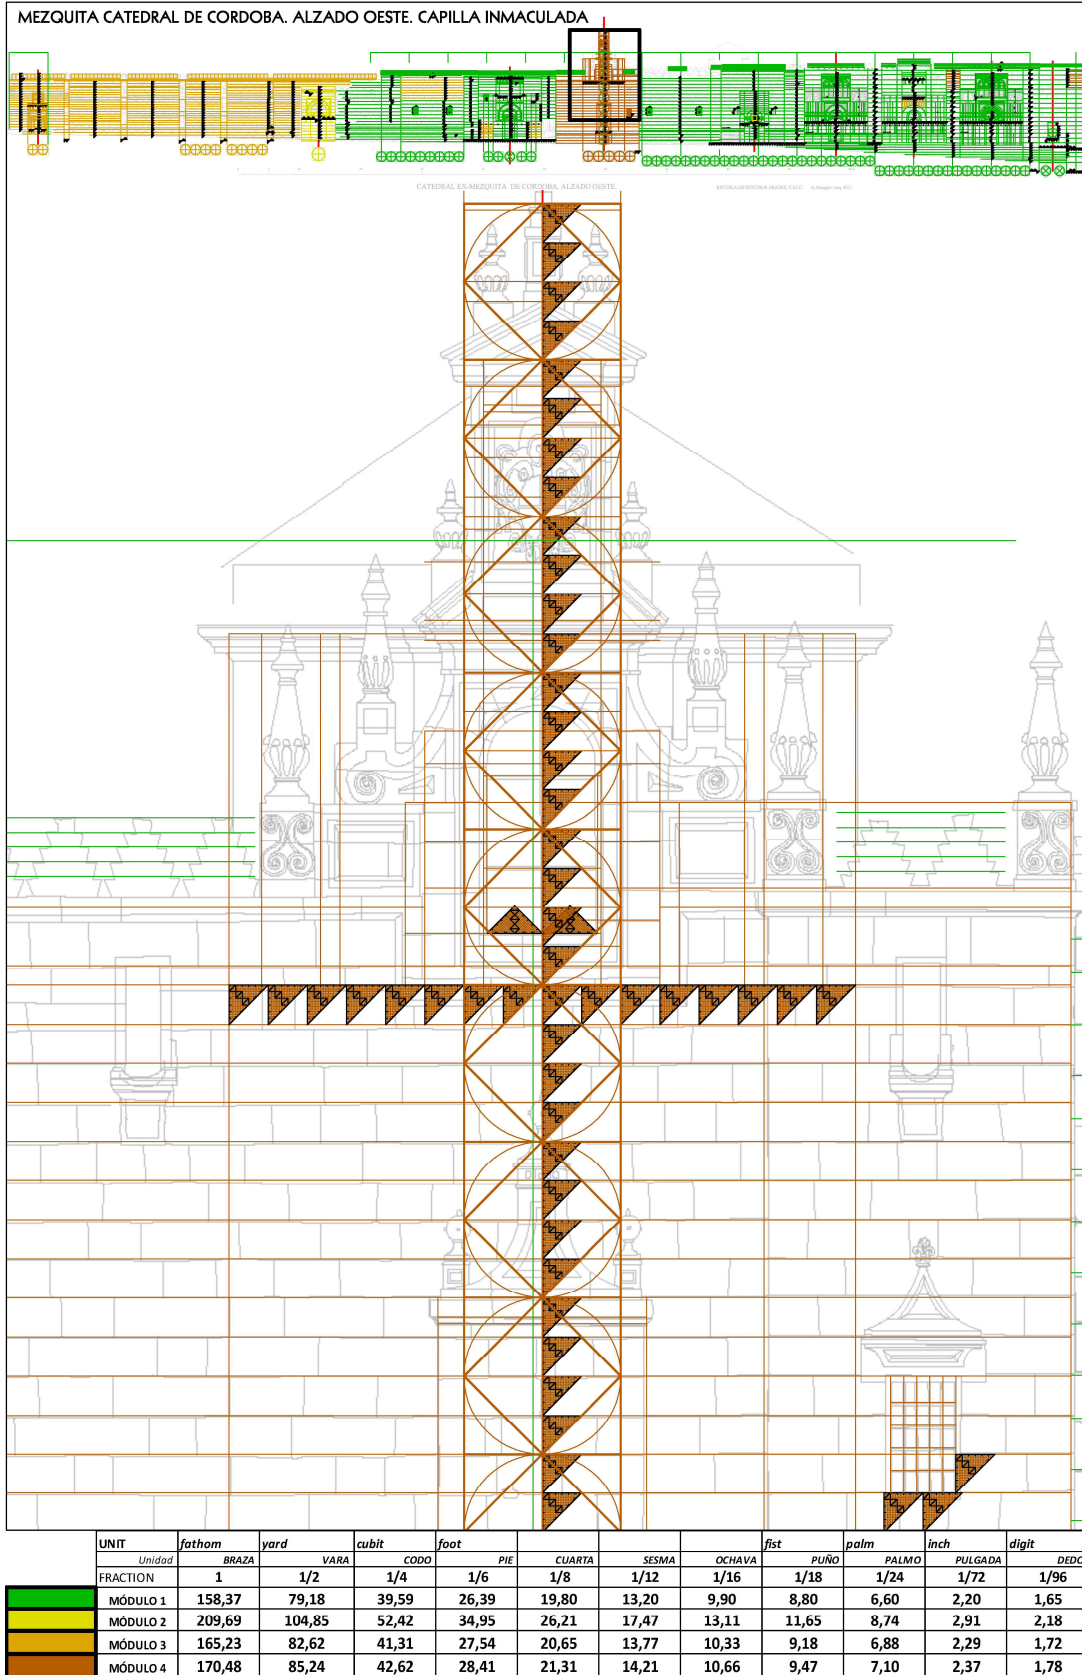 MEZQUITA CATEDRAL DE CORDOBA. ALZADO OESTE. CAPILLA INMACULADA
CATEDRAL EX-MEZQUITA DE CORDOBA. ALZADO OESTE
UNIT fathom yard cubit foot fist palm inch digit
Unidad BRAZA VARA CODO PIE CUARTA SESMA OCHAVA PUÑO PALMO PULGADA DEDO
FRACTION 1 1/2 1/4 1/6 1/8 1/12 1/16 1/18 1/24 1/72 1/96
MÓDULO 1 158,37 79,18 39,59 26,39 19,80 13,20 9,90 8,80 6,60 2,20 1,65
MÓDULO 2 209,69 104,85 52,42 34,95 26,21 17,47 13,11 11,65 8,74 2,91 2,18
MÓDULO 3 165,23 82,62 41,31 27,54 20,65 13,77 10,33 9,18 6,88 2,29 1,72
MÓDULO 4 170,48 85,24 42,62 28,41 21,31 14,21 10,66 9,47 7,10 2,37 1,78